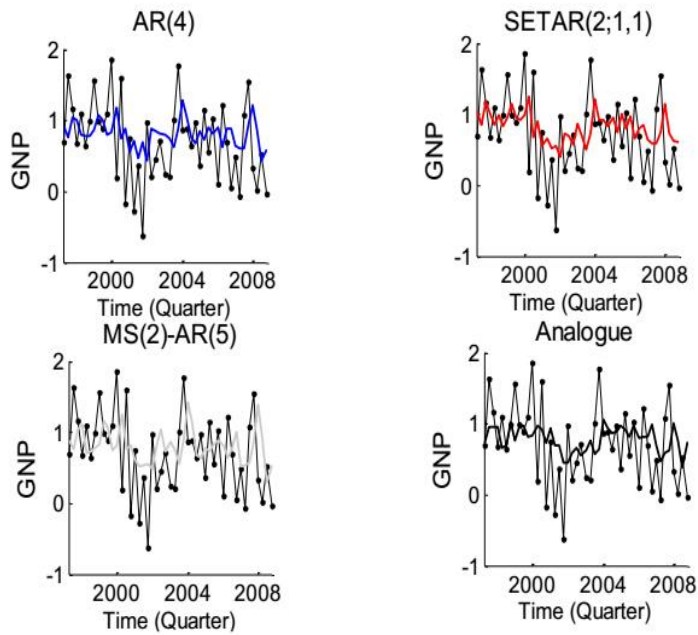 AR(4)
SETAR(2;1,1)
2
1
0
-1
GNP
2000 2004 2008
Time (Quarter)
2
1
0
-1
GNP
2000 2004 2008
Time (Quarter)
MS(2)-AR(5)
Analogue
2
1
0
-1
GNP
2000 2004 2008
Time (Quarter)
2
1
0
-1
GNP
2000 2004 2008
Time (Quarter)